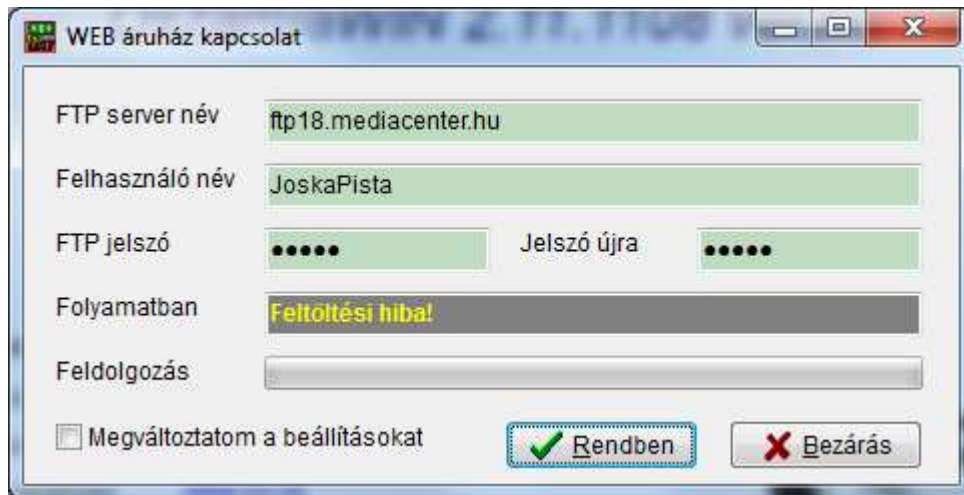 WEB áruház kapcsolat
FTP server név ftp18.mediacenter.hu
Felhasználó név JoskaPista
FTP jelszó ●●●●● Jelszó újra ●●●●●
Folyamatban Feltöltési hiba!
Feldolgozás
Megváltoztatom a beállításokat Rendben Bezárás